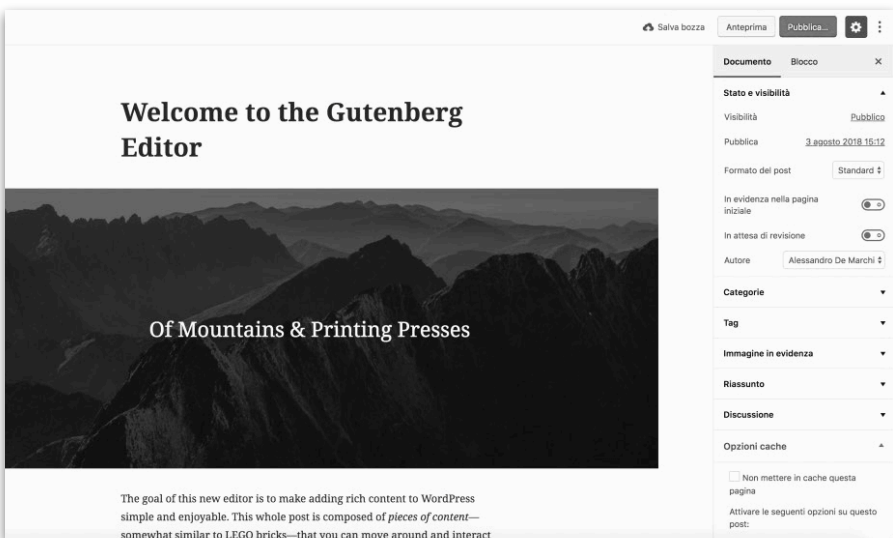 Salva bozza
Anteprima
Pubblica...
Documento
Blocco
Stato e visibilità
Visibilità
Pubblico
Pubblica
3 agosto 2018 15:12
Formato del post
Standard
In evidenza nella pagina
iniziale
In attesa di revisione
Autore
Alessandro De Marchi
Categorie
Tag
Immagine in evidenza
Riassunto
Discussione
Opzioni cache
Non mettere in cache questa
pagina
Attivare le seguenti opzioni su questo
post:
Welcome to the Gutenberg
Editor
Of Mountains & Printing Presses
The goal of this new editor is to make adding rich content to WordPress
simple and enjoyable. This whole post is composed of pieces of content—
somewhat similar to LEGO bricks—that you can move around and interact